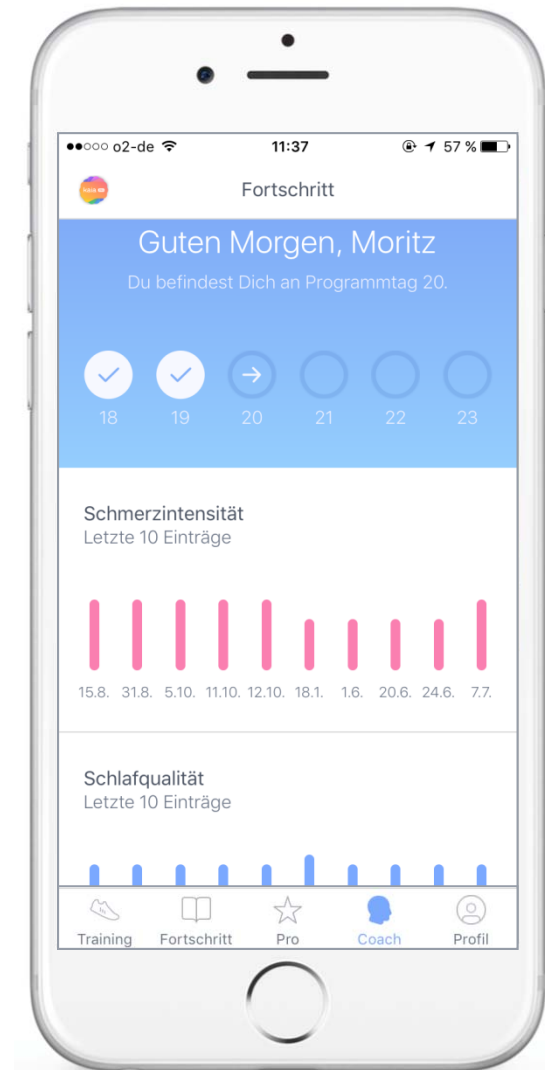 o2-de 11:37 57 %
Fortschritt
Guten Morgen, Moritz
Du befindest Dich an Programmtag 20.
18 19 20 21 22 23
Schmerzintensität
Letzte 10 Einträge
15.8. 31.8. 5.10. 11.10. 12.10. 18.1. 1.6. 20.6. 24.6. 7.7.
Schlafqualität
Letzte 10 Einträge
Training Fortschritt Pro Coach Profil